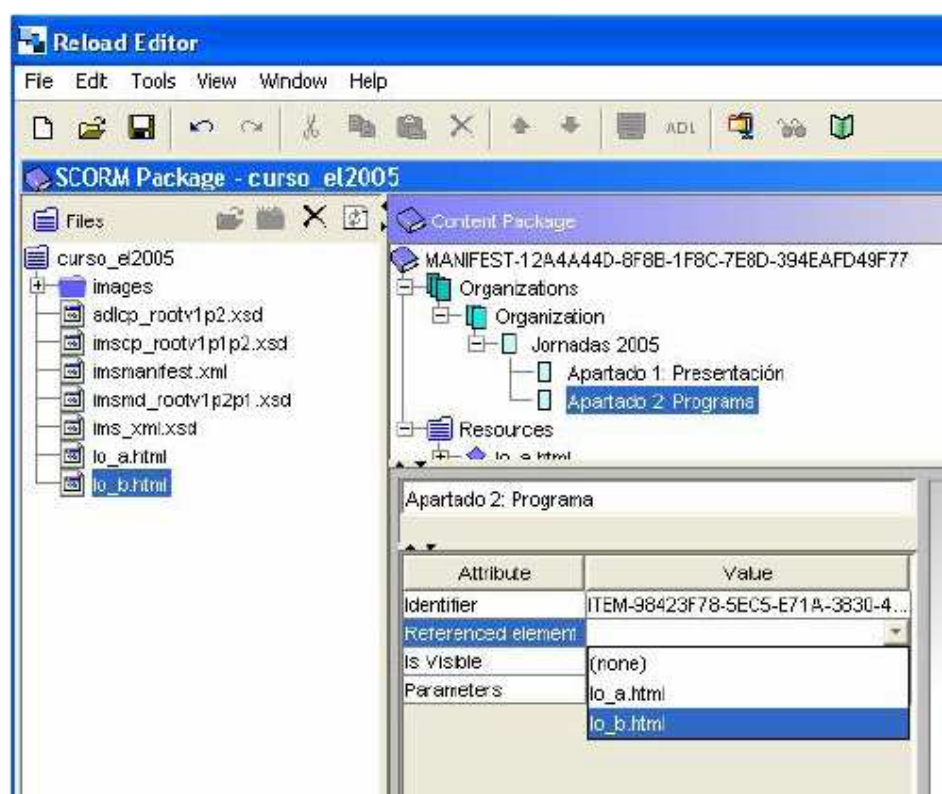 Reload Editor
File Edit Tools View Window Help
ADL
SCORM Package - curso_el2005
Files
curso_el2005
images
adlcp_rootv1p2.xsd
imscp_rootv1p1p2.xsd
imsmanifest.xml
imsmd_rootv1p2p1.xsd
ims_xml.xsd
lo_a.html
lo_b.html
Content Package
MANIFEST-12A4A44D-8F8B-1F8C-7E8D-394EAFD49F77
Organizations
Organization
Jornadas 2005
Apartado 1: Presentación
Apartado 2: Programa
Resources
lo_a.html
Apartado 2: Programa
Attribute Value
Identifier ITEM-98423F78-5EC5-E71A-3830-4...
Referenced element
Is Visible
Parameters
(none)
lo_a.html
lo_b.html